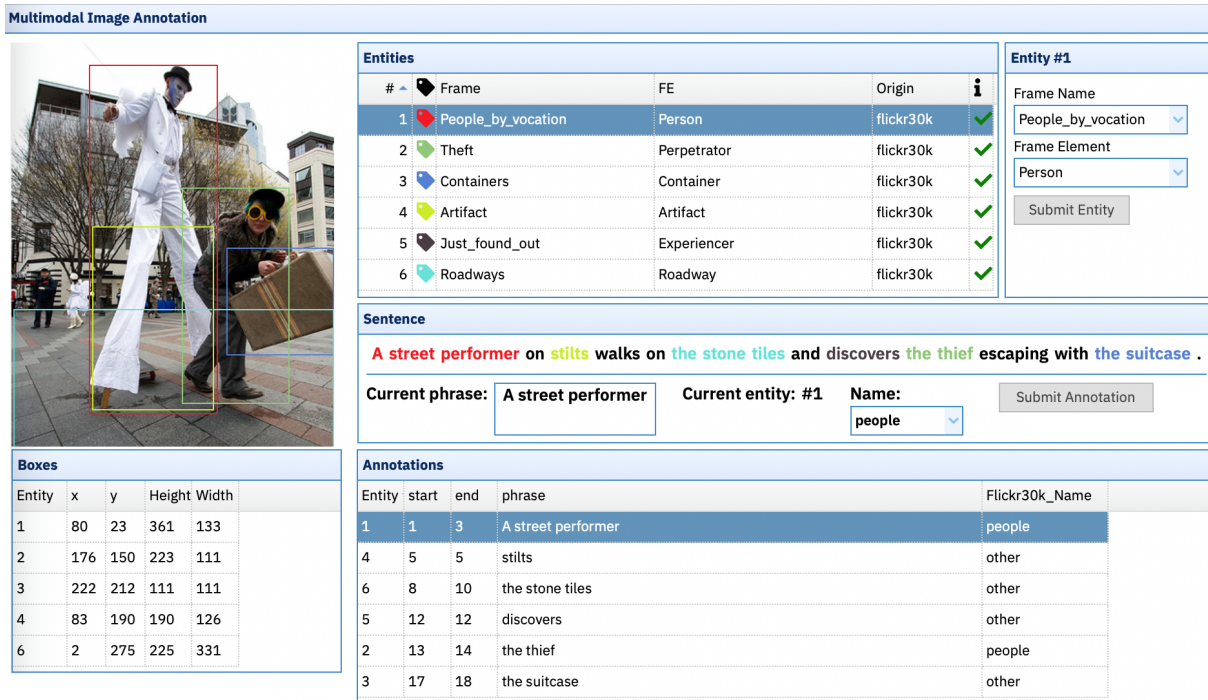 Multimodal Image Annotation
Entities
# Frame FE Origin
1 People_by_vocation Person flickr30k
2 Theft Perpetrator flickr30k
3 Containers Container flickr30k
4 Artifact Artifact flickr30k
5 Just_found_out Experiencer flickr30k
6 Roadways Roadway flickr30k
Entity #1
Frame Name
People_by_vocation
Frame Element
Person
Submit Entity
Sentence
A street performer on stilts walks on the stone tiles and discovers the thief escaping with the suitcase .
Current phrase: A street performer Current entity: #1 Name: people Submit Annotation
Boxes
Entity x y Height Width
1 80 23 361 133
2 176 150 223 111
3 222 212 111 111
4 83 190 190 126
6 2 275 225 331
Annotations
Entity start end phrase Flickr30k_Name
1 1 3 A street performer people
4 5 5 stilts other
6 8 10 the stone tiles other
5 12 12 discovers other
2 13 14 the thief people
3 17 18 the suitcase other